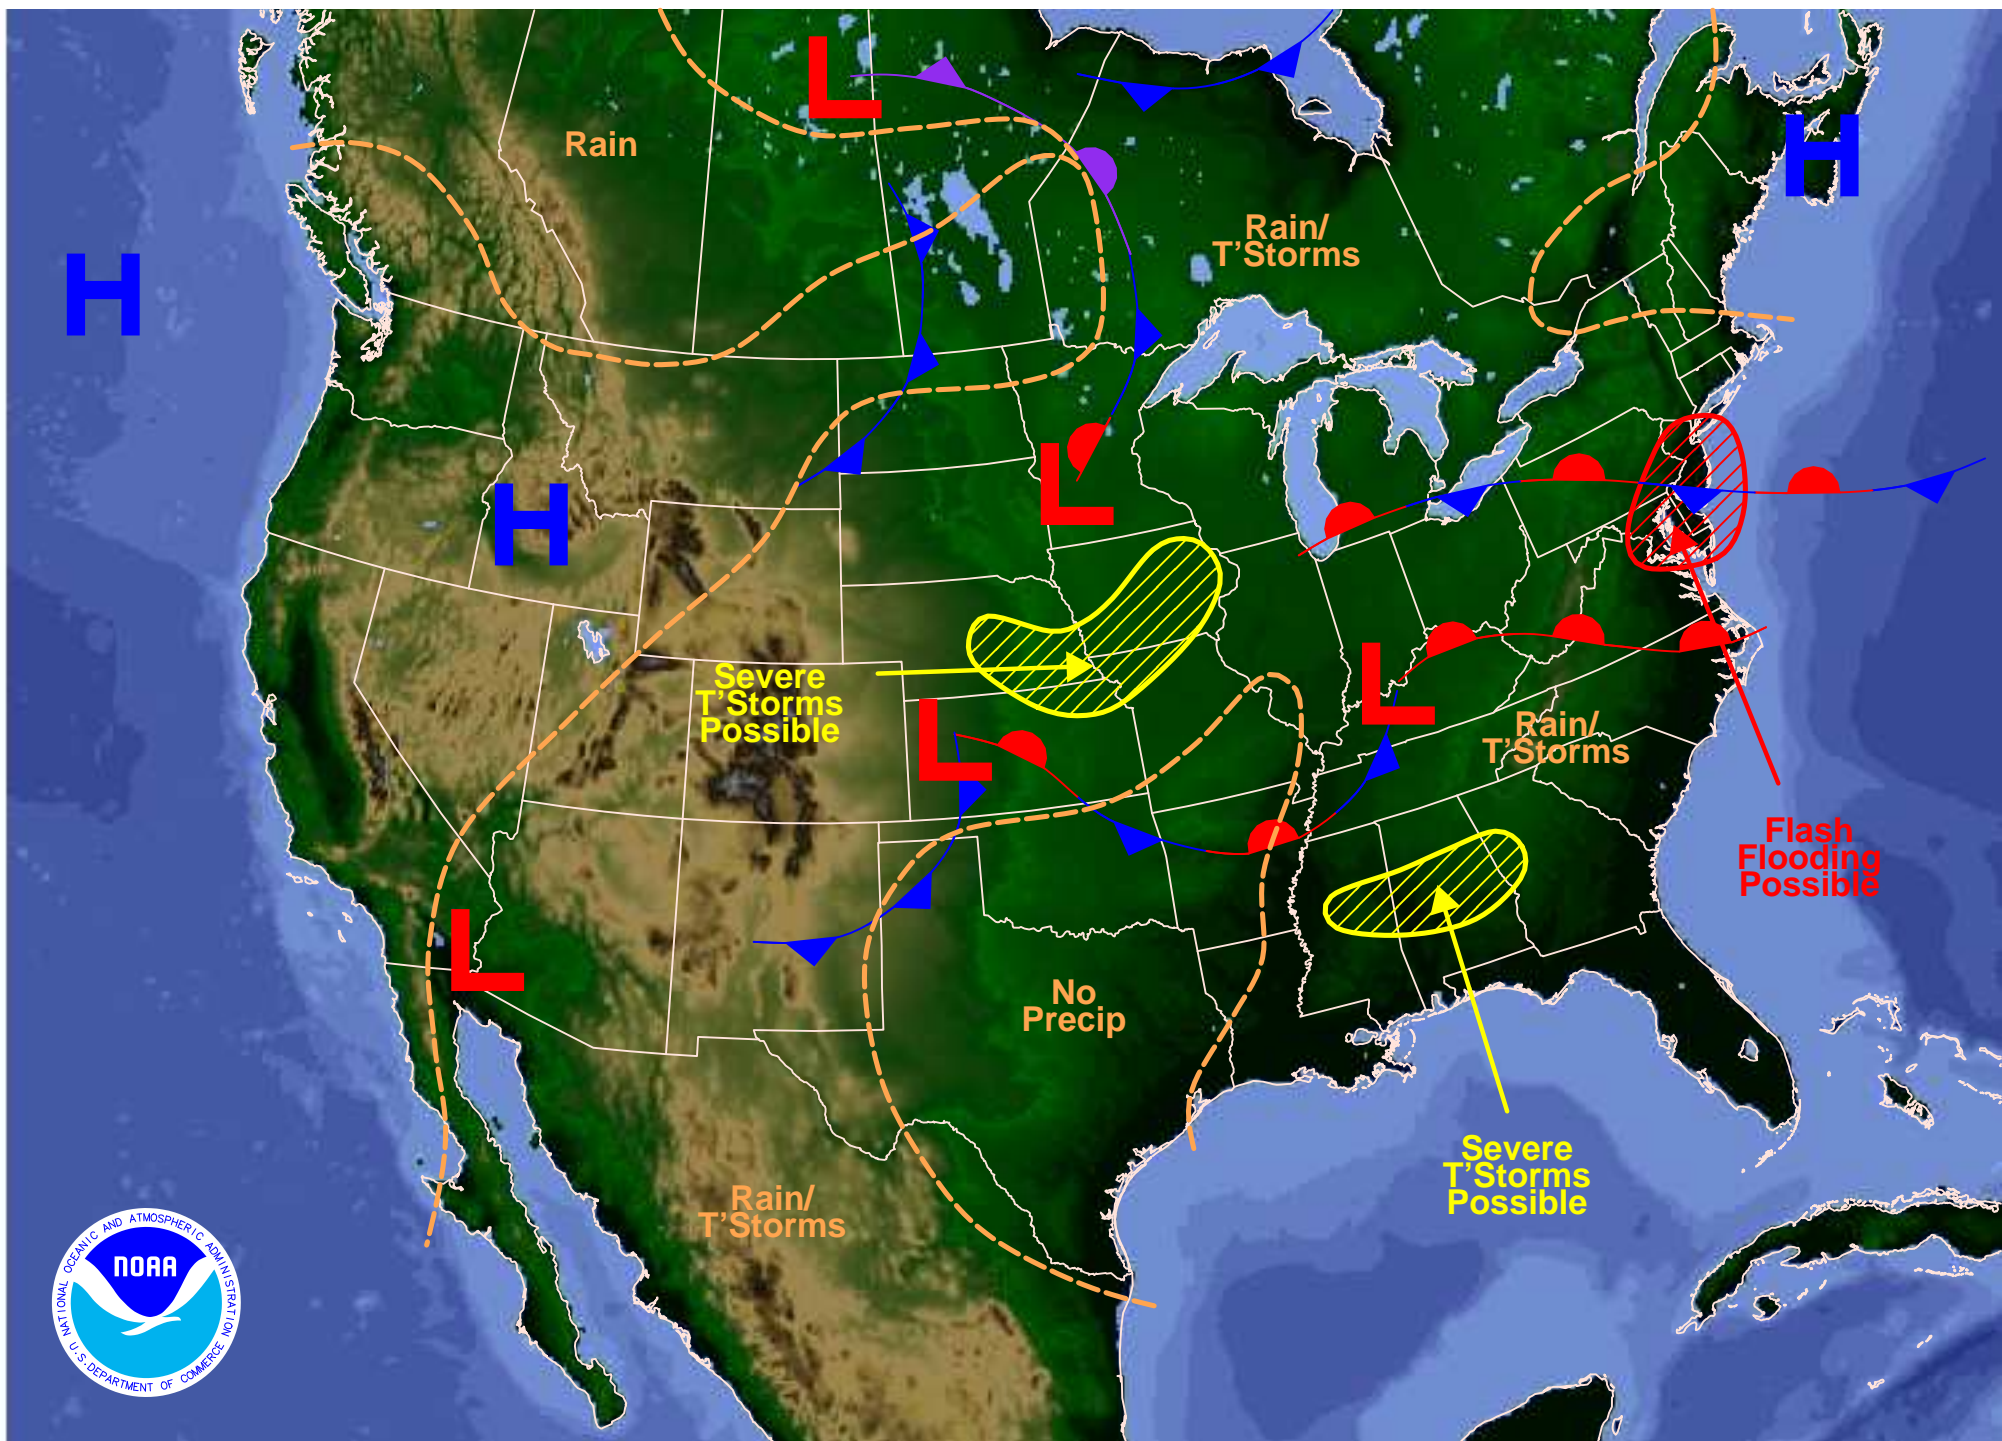 L
Rain
H
Rain/
T'Storms
H
L
H
Severe
T'Storms
Possible
L
L
Rain/
T'Storms
Flash
Flooding
Possible
L
No
Precip
Severe
T'Storms
Possible
Rain/
T'Storms
NATIONAL OCEANIC AND ATMOSPHERIC ADMINISTRATION
NOAA
U.S. DEPARTMENT OF COMMERCE